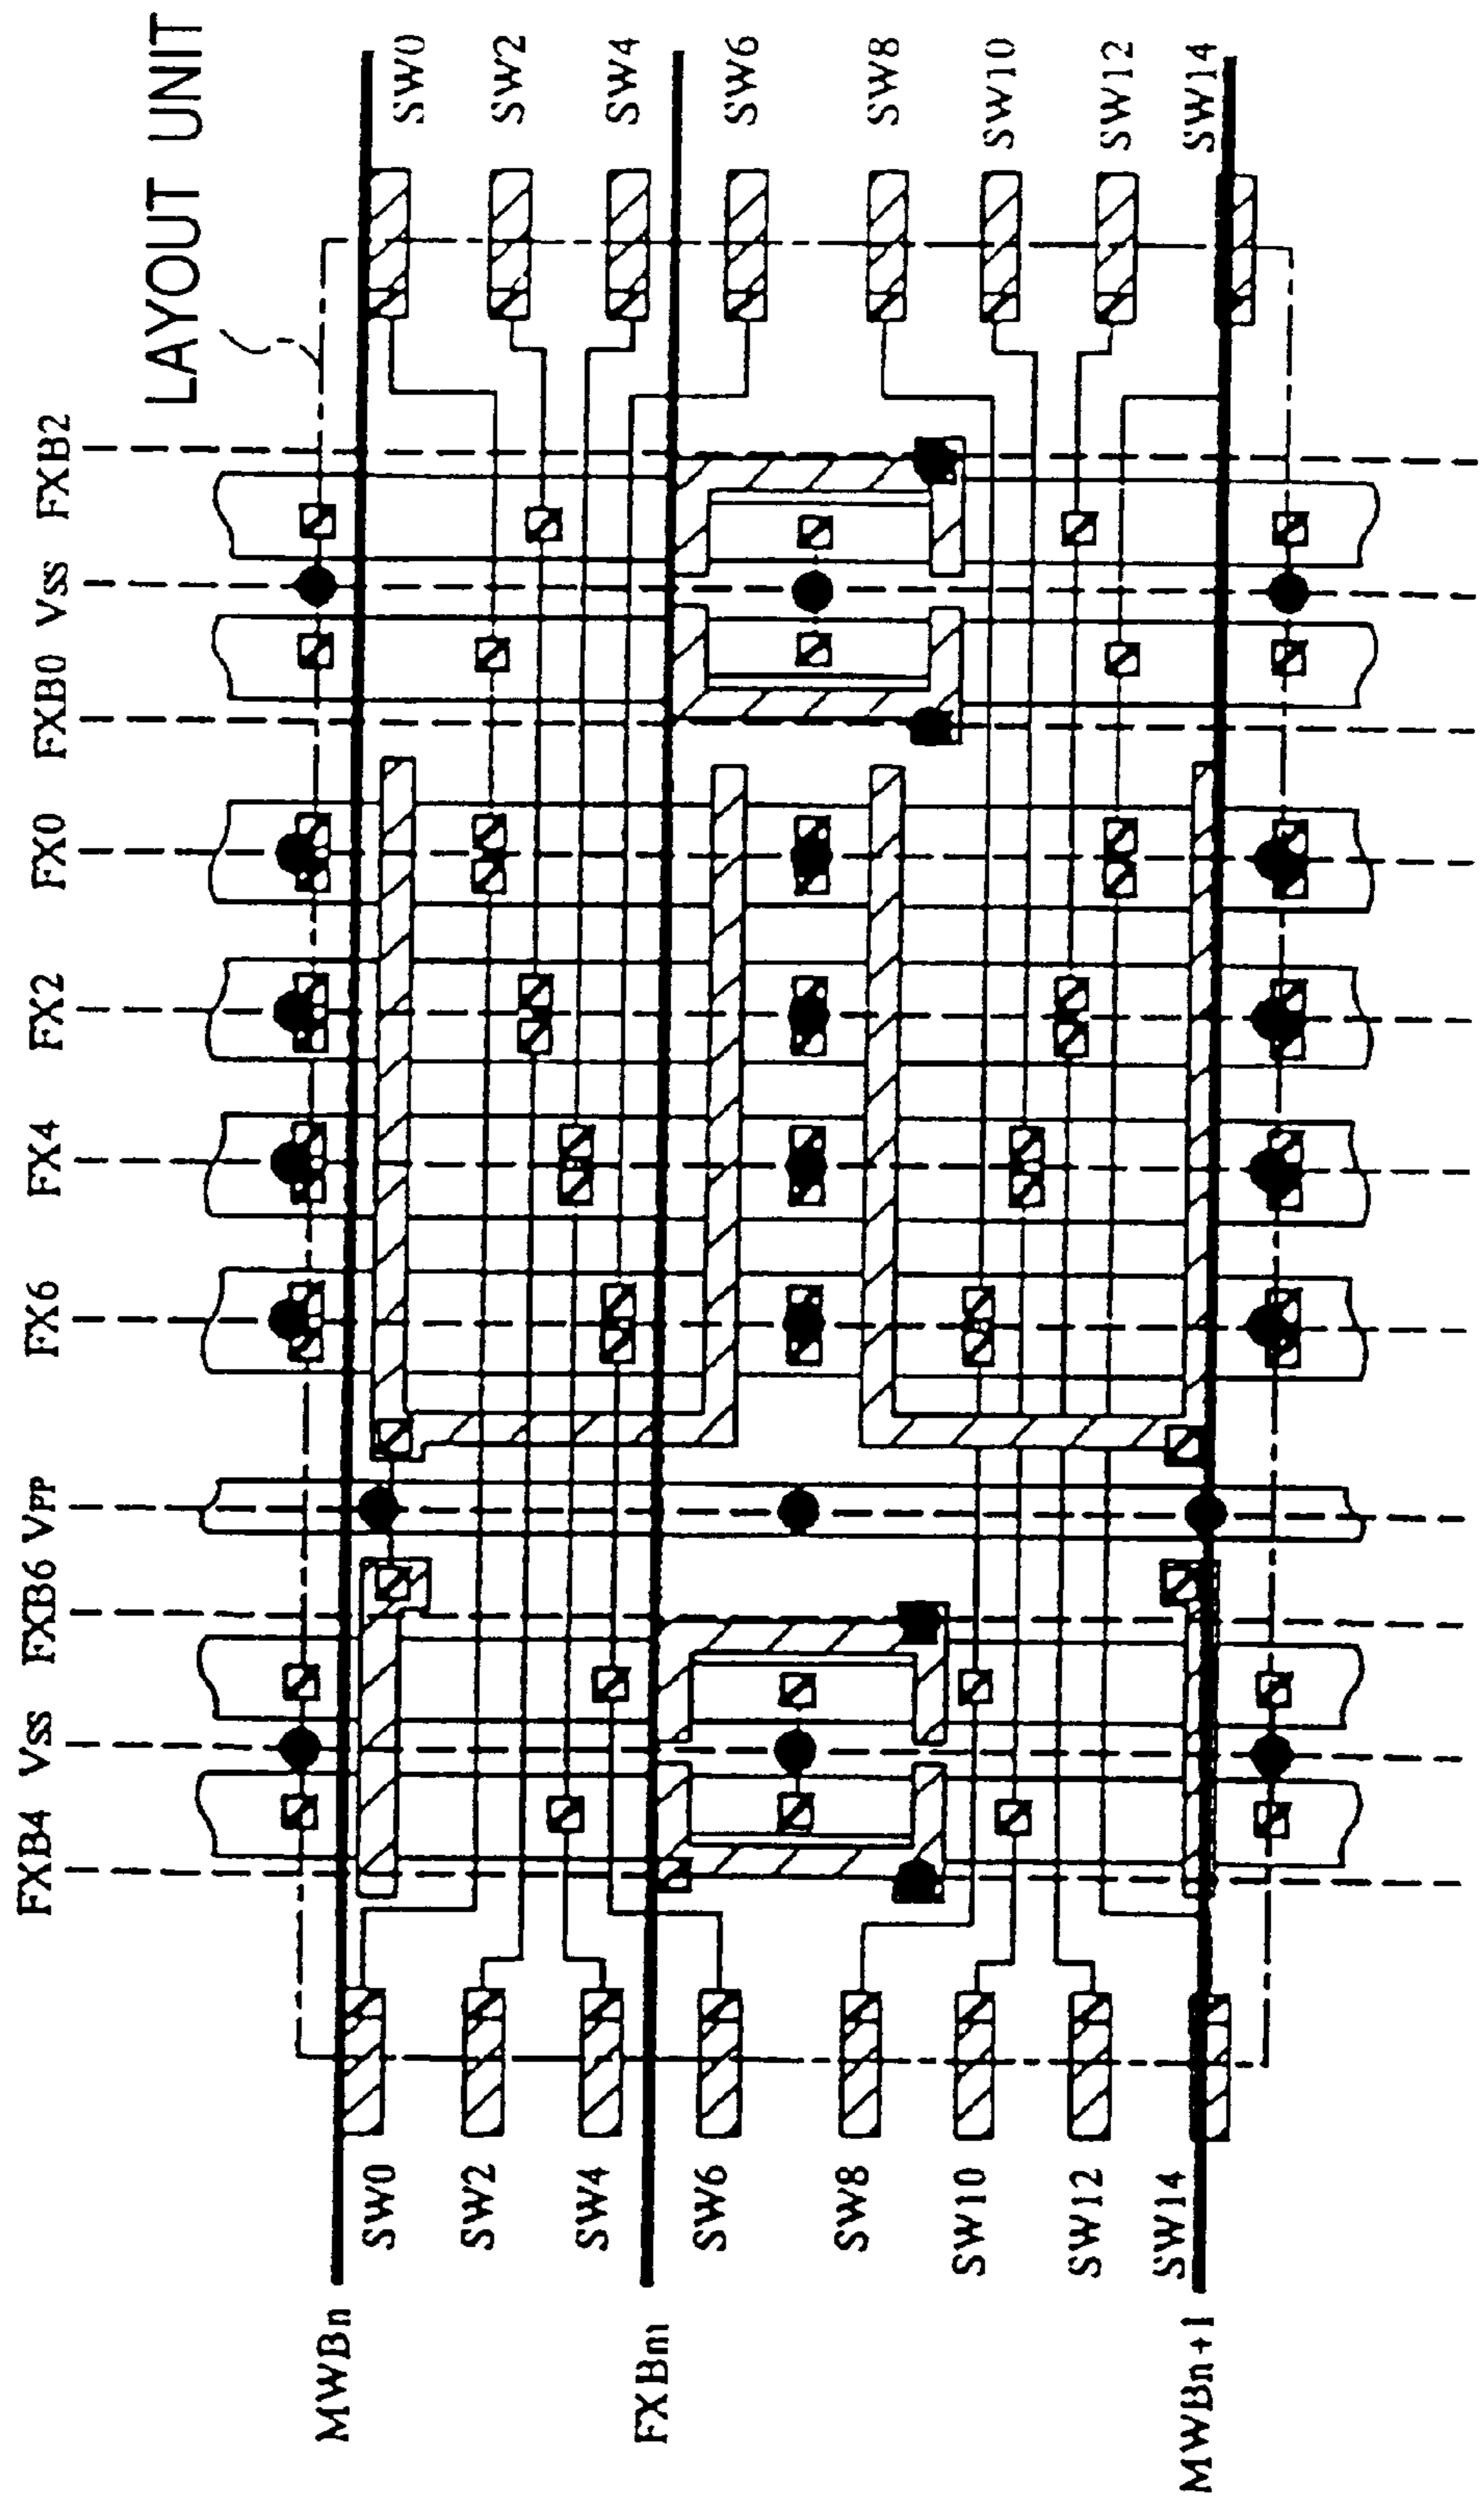 LAYOUT UNIT
FXB4
Vss
FXB6
Vpp
FX6
FX4
FX2
FX0
FXB0
Vss
FXB2
MWBn
FXBm
MWBn+1
SW0
SW2
SW4
SW6
SW8
SW10
SW12
SW14
SW0
SW2
SW4
SW6
SW8
SW10
SW12
SW14